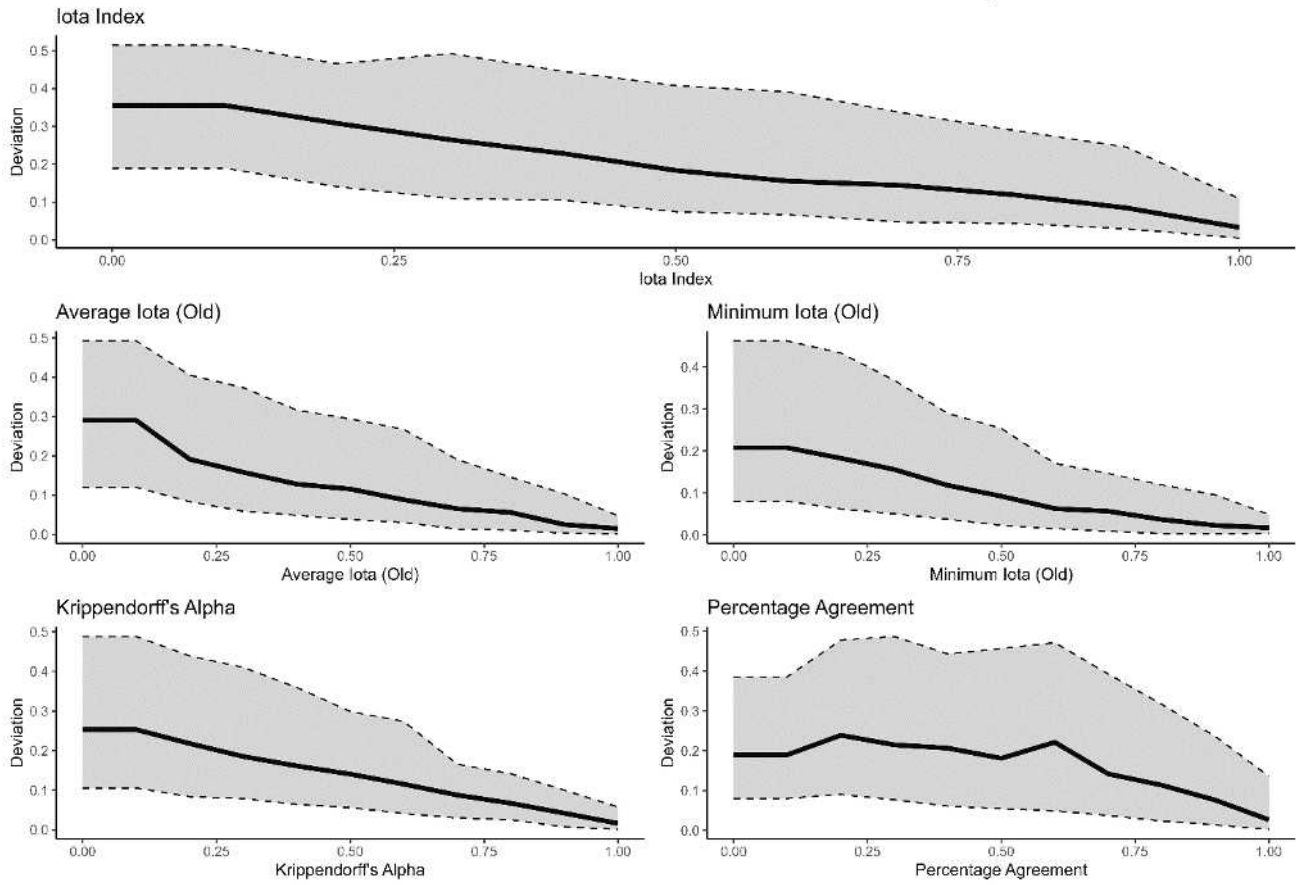 Iota Index
Deviation
0.5
0.4
0.3
0.2
0.1
0.0
0.00 0.25 0.50 0.75 1.00
Iota Index
Average Iota (Old)
Deviation
0.5
0.4
0.3
0.2
0.1
0.0
0.00 0.25 0.50 0.75 1.00
Average Iota (Old)
Minimum Iota (Old)
Deviation
0.4
0.3
0.2
0.1
0.0
0.00 0.25 0.50 0.75 1.00
Minimum Iota (Old)
Krippendorff's Alpha
Deviation
0.5
0.4
0.3
0.2
0.1
0.0
0.00 0.25 0.50 0.75 1.00
Krippendorff's Alpha
Percentage Agreement
Deviation
0.5
0.4
0.3
0.2
0.1
0.0
0.00 0.25 0.50 0.75 1.00
Percentage Agreement